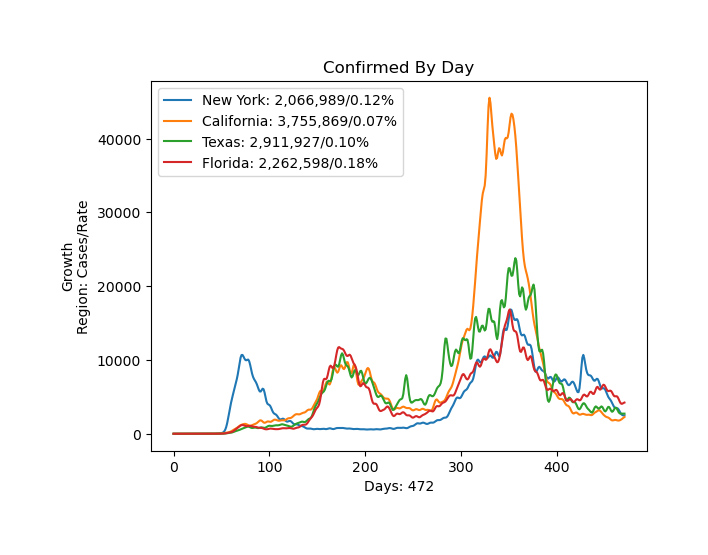 Confirmed By Day
New York: 2,066,989/0.12%
California: 3,755,869/0.07%
Texas: 2,911,927/0.10%
Florida: 2,262,598/0.18%
Growth
Region: Cases/Rate
40000
30000
20000
10000
0
0 100 200 300 400
Days: 472